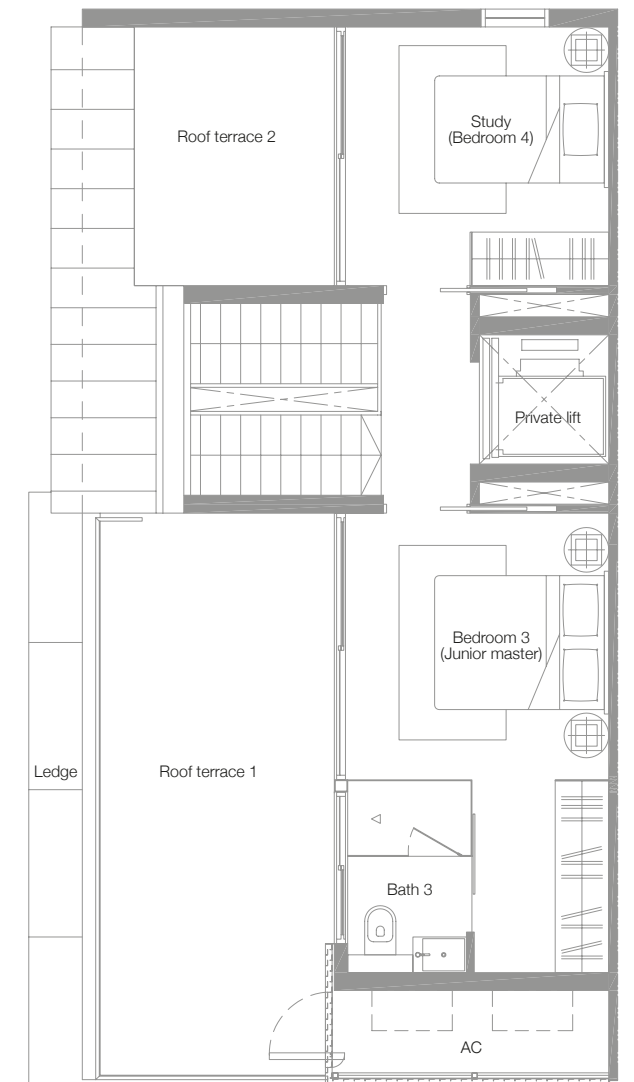 Roof terrace 2
Study
(Bedroom 4)
Private lift
Bedroom 3
(Junior master)
Ledge
Roof terrace 1
Bath 3
AC